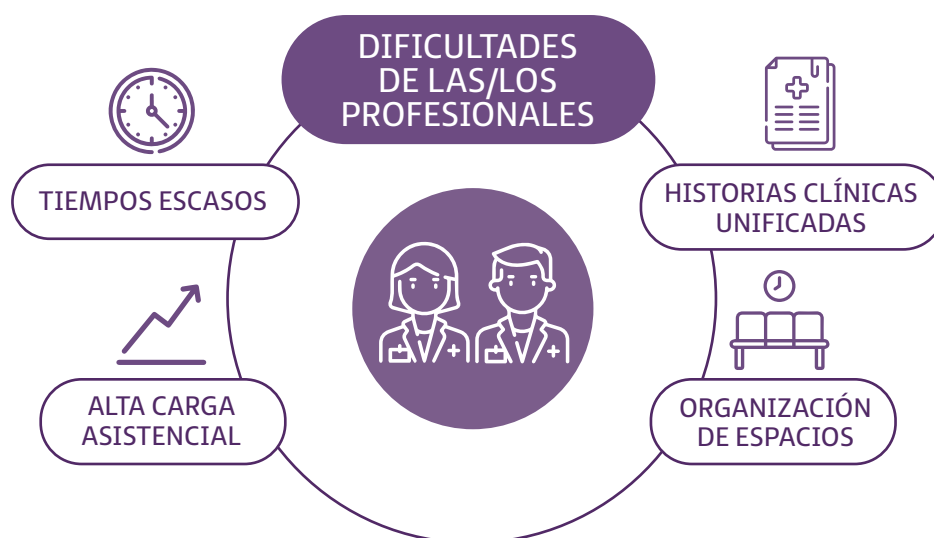 DIFICULTADES
DE LAS/LOS
PROFESIONALES
TIEMPOS ESCASOS
HISTORIAS CLÍNICAS
UNIFICADAS
ALTA CARGA
ASISTENCIAL
ORGANIZACIÓN
DE ESPACIOS